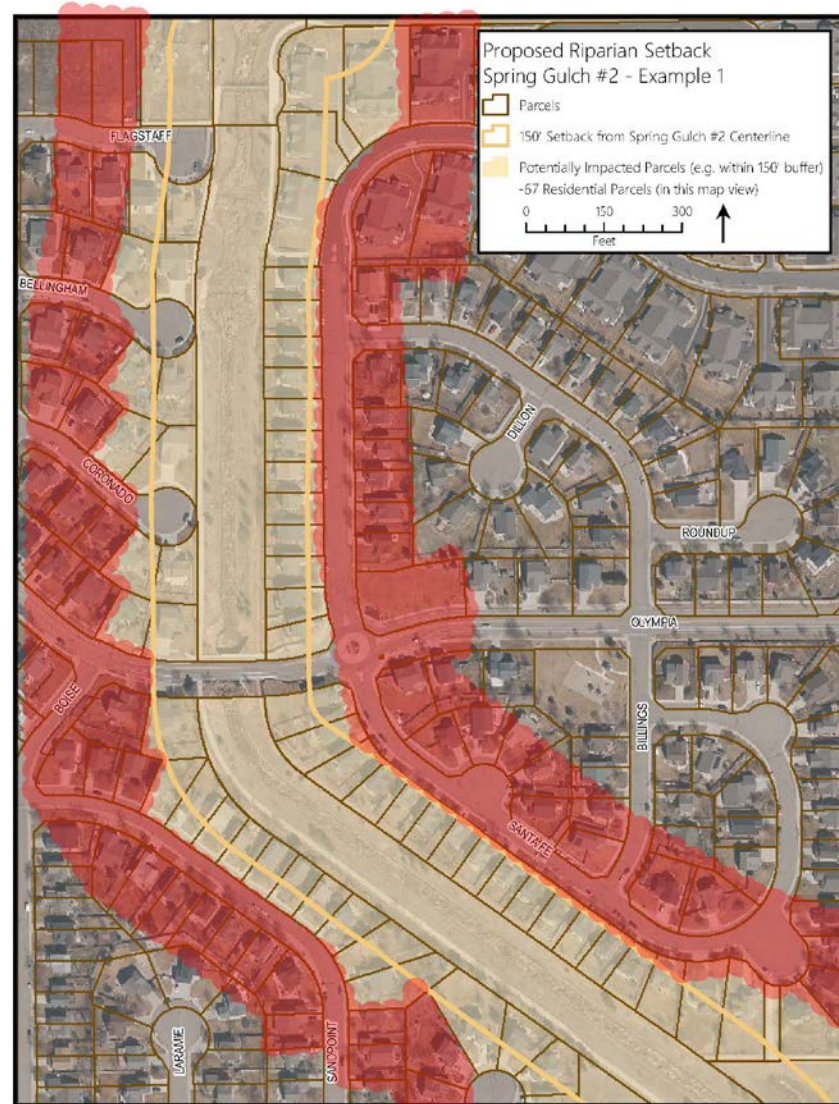 Proposed Riparian Setback
Spring Gulch #2 - Example 1
Parcels
150' Setback from Spring Gulch #2 Centerline
Potentially Impacted Parcels (e.g. within 150' buffer)
-67 Residential Parcels (in this map view)
0 150 300
Feet
FLAGSTAFF
BELLINGHAM
DILLON
CORONADO
ROUNDUP
OLYMPIA
BOISE
BILLINGS
SANTA FE
LARAMIE
SANDPOINT